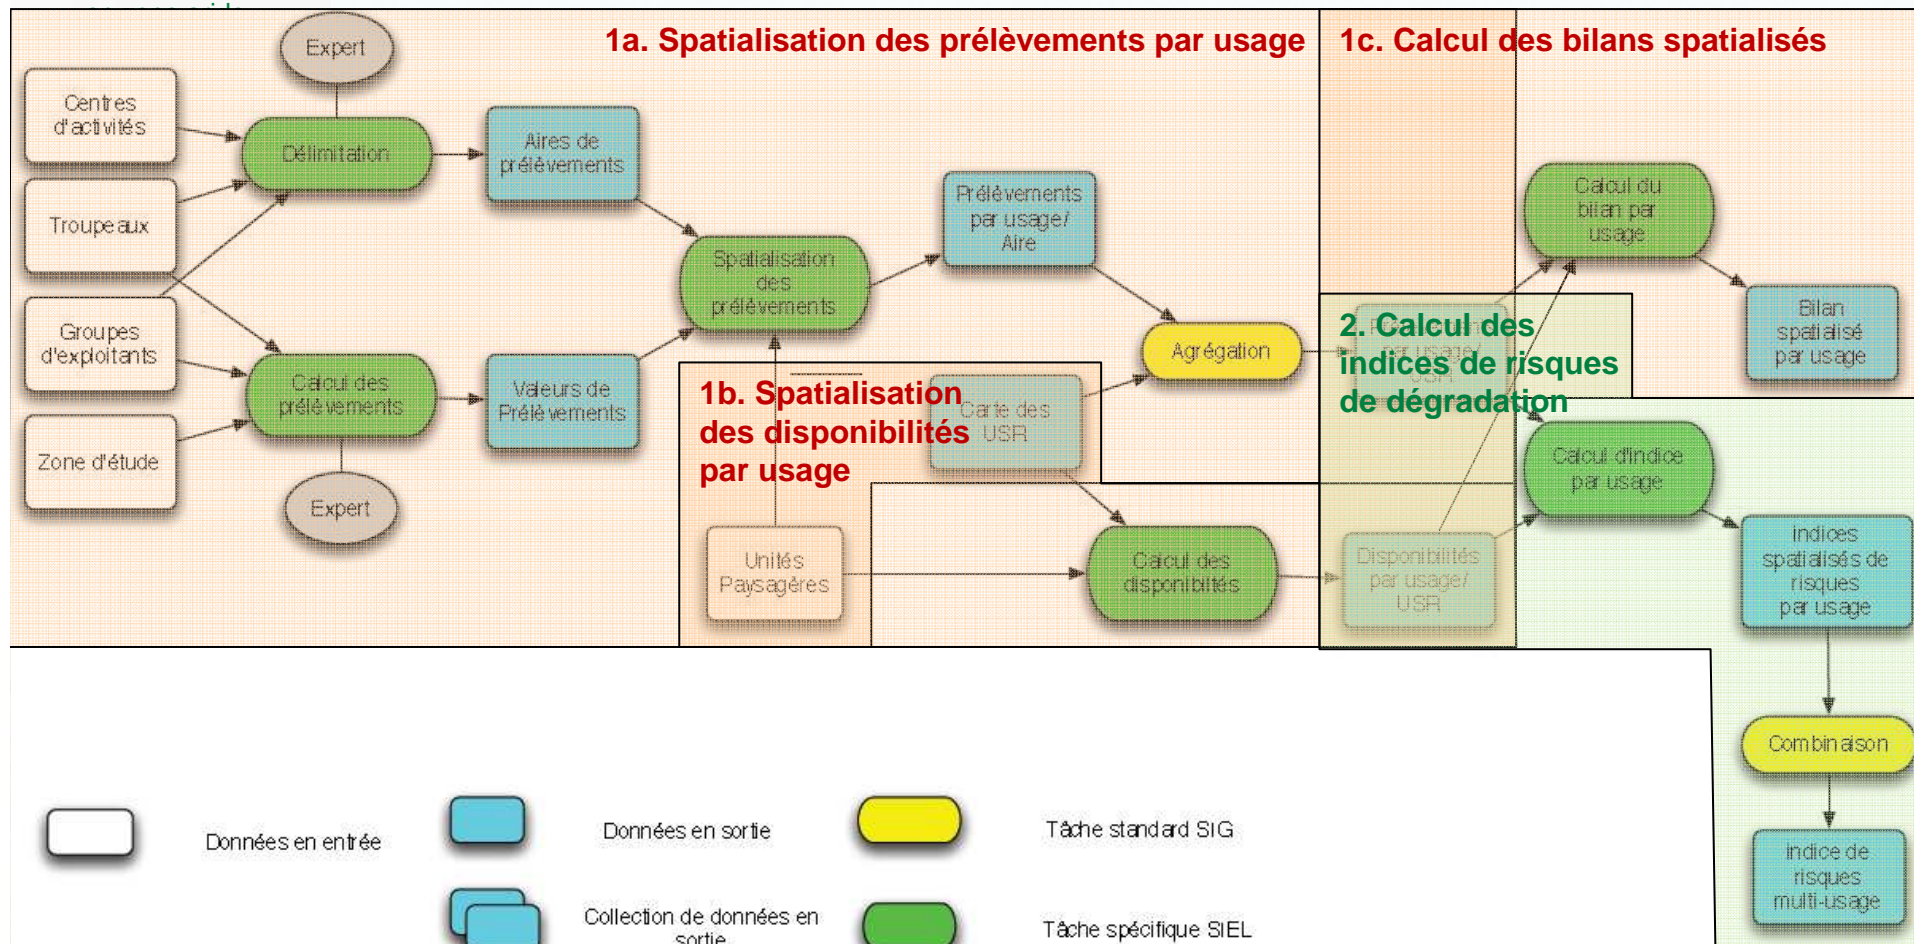 1a. Spatialisation des prélèvements par usage
1c. Calcul des bilans spatialisés
Expert
Centres
d'activités
Délimitation
Aires de
prélèvements
Troupeaux
Prélèvements
par usage/
Aire
Calcul du
bilan par
usage
Spatialisation
des
prélèvements
Groupes
d'exploitants
Calcul des
prélèvements
Valeurs de
Prélèvements
Agrégation
par usage/
USR
Bilan
spatialisé
par usage
2. Calcul des
indices de risques
de dégradation
1b. Spatialisation
des disponibilités
par usage
Carte des
USR
Zone d'étude
Expert
Calcul d'indice
par usage
Unités
Paysagères
Calcul des
disponibltés
Disponibilités
par usage/
USR
Indices
spatialisés de
risques
par usage
Combinaison
Indice de
risques
multi-usage
Données en entrée
Données en sortie
Tâche standard SIG
Collection de données en
sortie
Tâche spécifique SIEL